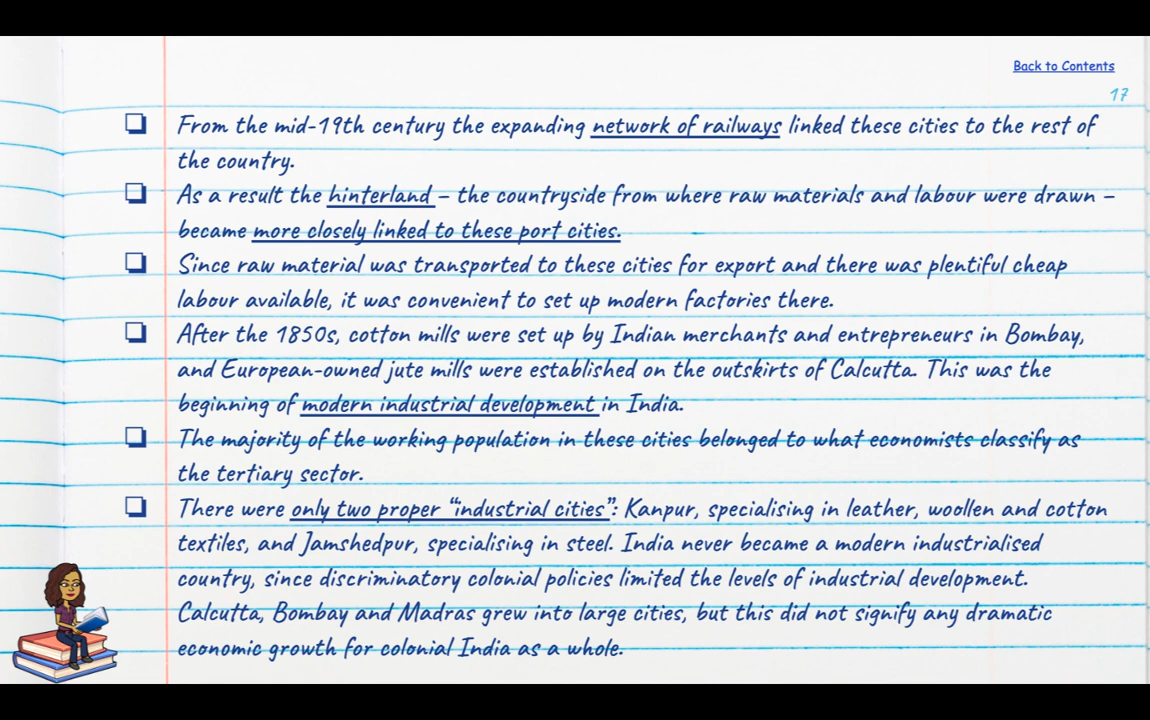 Back to Contents
17
❏ From the mid-19th century the expanding network of railways linked these cities to the rest of
the country.
❏ As a result the hinterland – the countryside from where raw materials and labour were drawn –
became more closely linked to these port cities.
❏ Since raw material was transported to these cities for export and there was plentiful cheap
labour available, it was convenient to set up modern factories there.
❏ After the 1850s, cotton mills were set up by Indian merchants and entrepreneurs in Bombay,
and European-owned jute mills were established on the outskirts of Calcutta. This was the
beginning of modern industrial development in India.
❏ The majority of the working population in these cities belonged to what economists classify as
the tertiary sector.
❏ There were only two proper “industrial cities”: Kanpur, specialising in leather, woollen and cotton
textiles, and Jamshedpur, specialising in steel. India never became a modern industrialised
country, since discriminatory colonial policies limited the levels of industrial development.
Calcutta, Bombay and Madras grew into large cities, but this did not signify any dramatic
economic growth for colonial India as a whole.